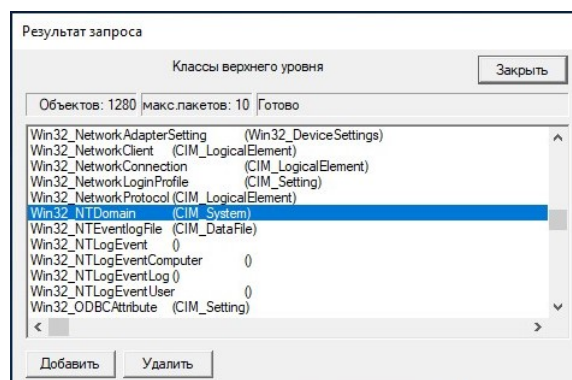 Результат запроса
Классы верхнего уровня
Закрыть
Объектов: 1280 макс.пакетов: 10 Готово
Win32_NetworkAdapterSetting (Win32_DeviceSettings)
Win32_NetworkClient (CIM_LogicalElement)
Win32_NetworkConnection (CIM_LogicalElement)
Win32_NetworkLoginProfile (CIM_Setting)
Win32_NetworkProtocol (CIM_LogicalElement)
Win32_NTDomain (CIM_System)
Win32_NTEventlogFile (CIM_DataFile)
Win32_NTLogEvent ()
Win32_NTLogEventComputer ()
Win32_NTLogEventLog ()
Win32_NTLogEventUser ()
Win32_ODBCAttribute (CIM_Setting)
Добавить Удалить